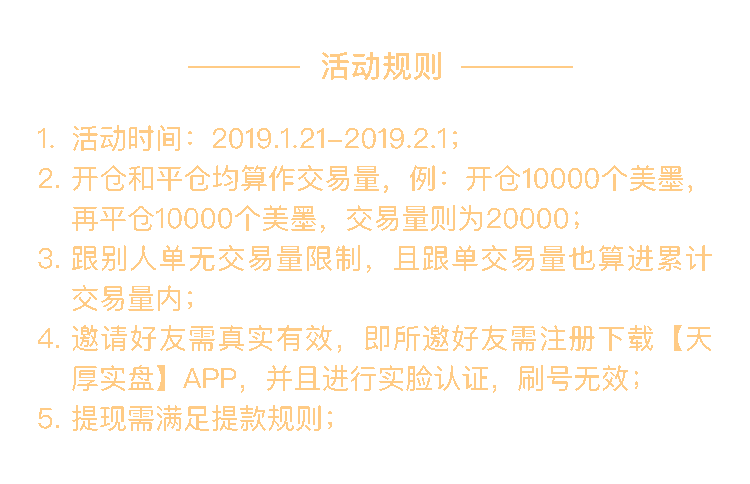 活动规则
1. 活动时间：2019.1.21-2019.2.1；
2. 开仓和平仓均算作交易量，例：开仓10000个美墨，
再平仓10000个美墨，交易量则为20000；
3. 跟别人单无交易量限制，且跟单交易量也算进累计
交易量内；
4. 邀请好友需真实有效，即所邀好友需注册下载【天
厚实盘】APP，并且进行实脸认证，刷号无效；
5. 提现需满足提款规则；